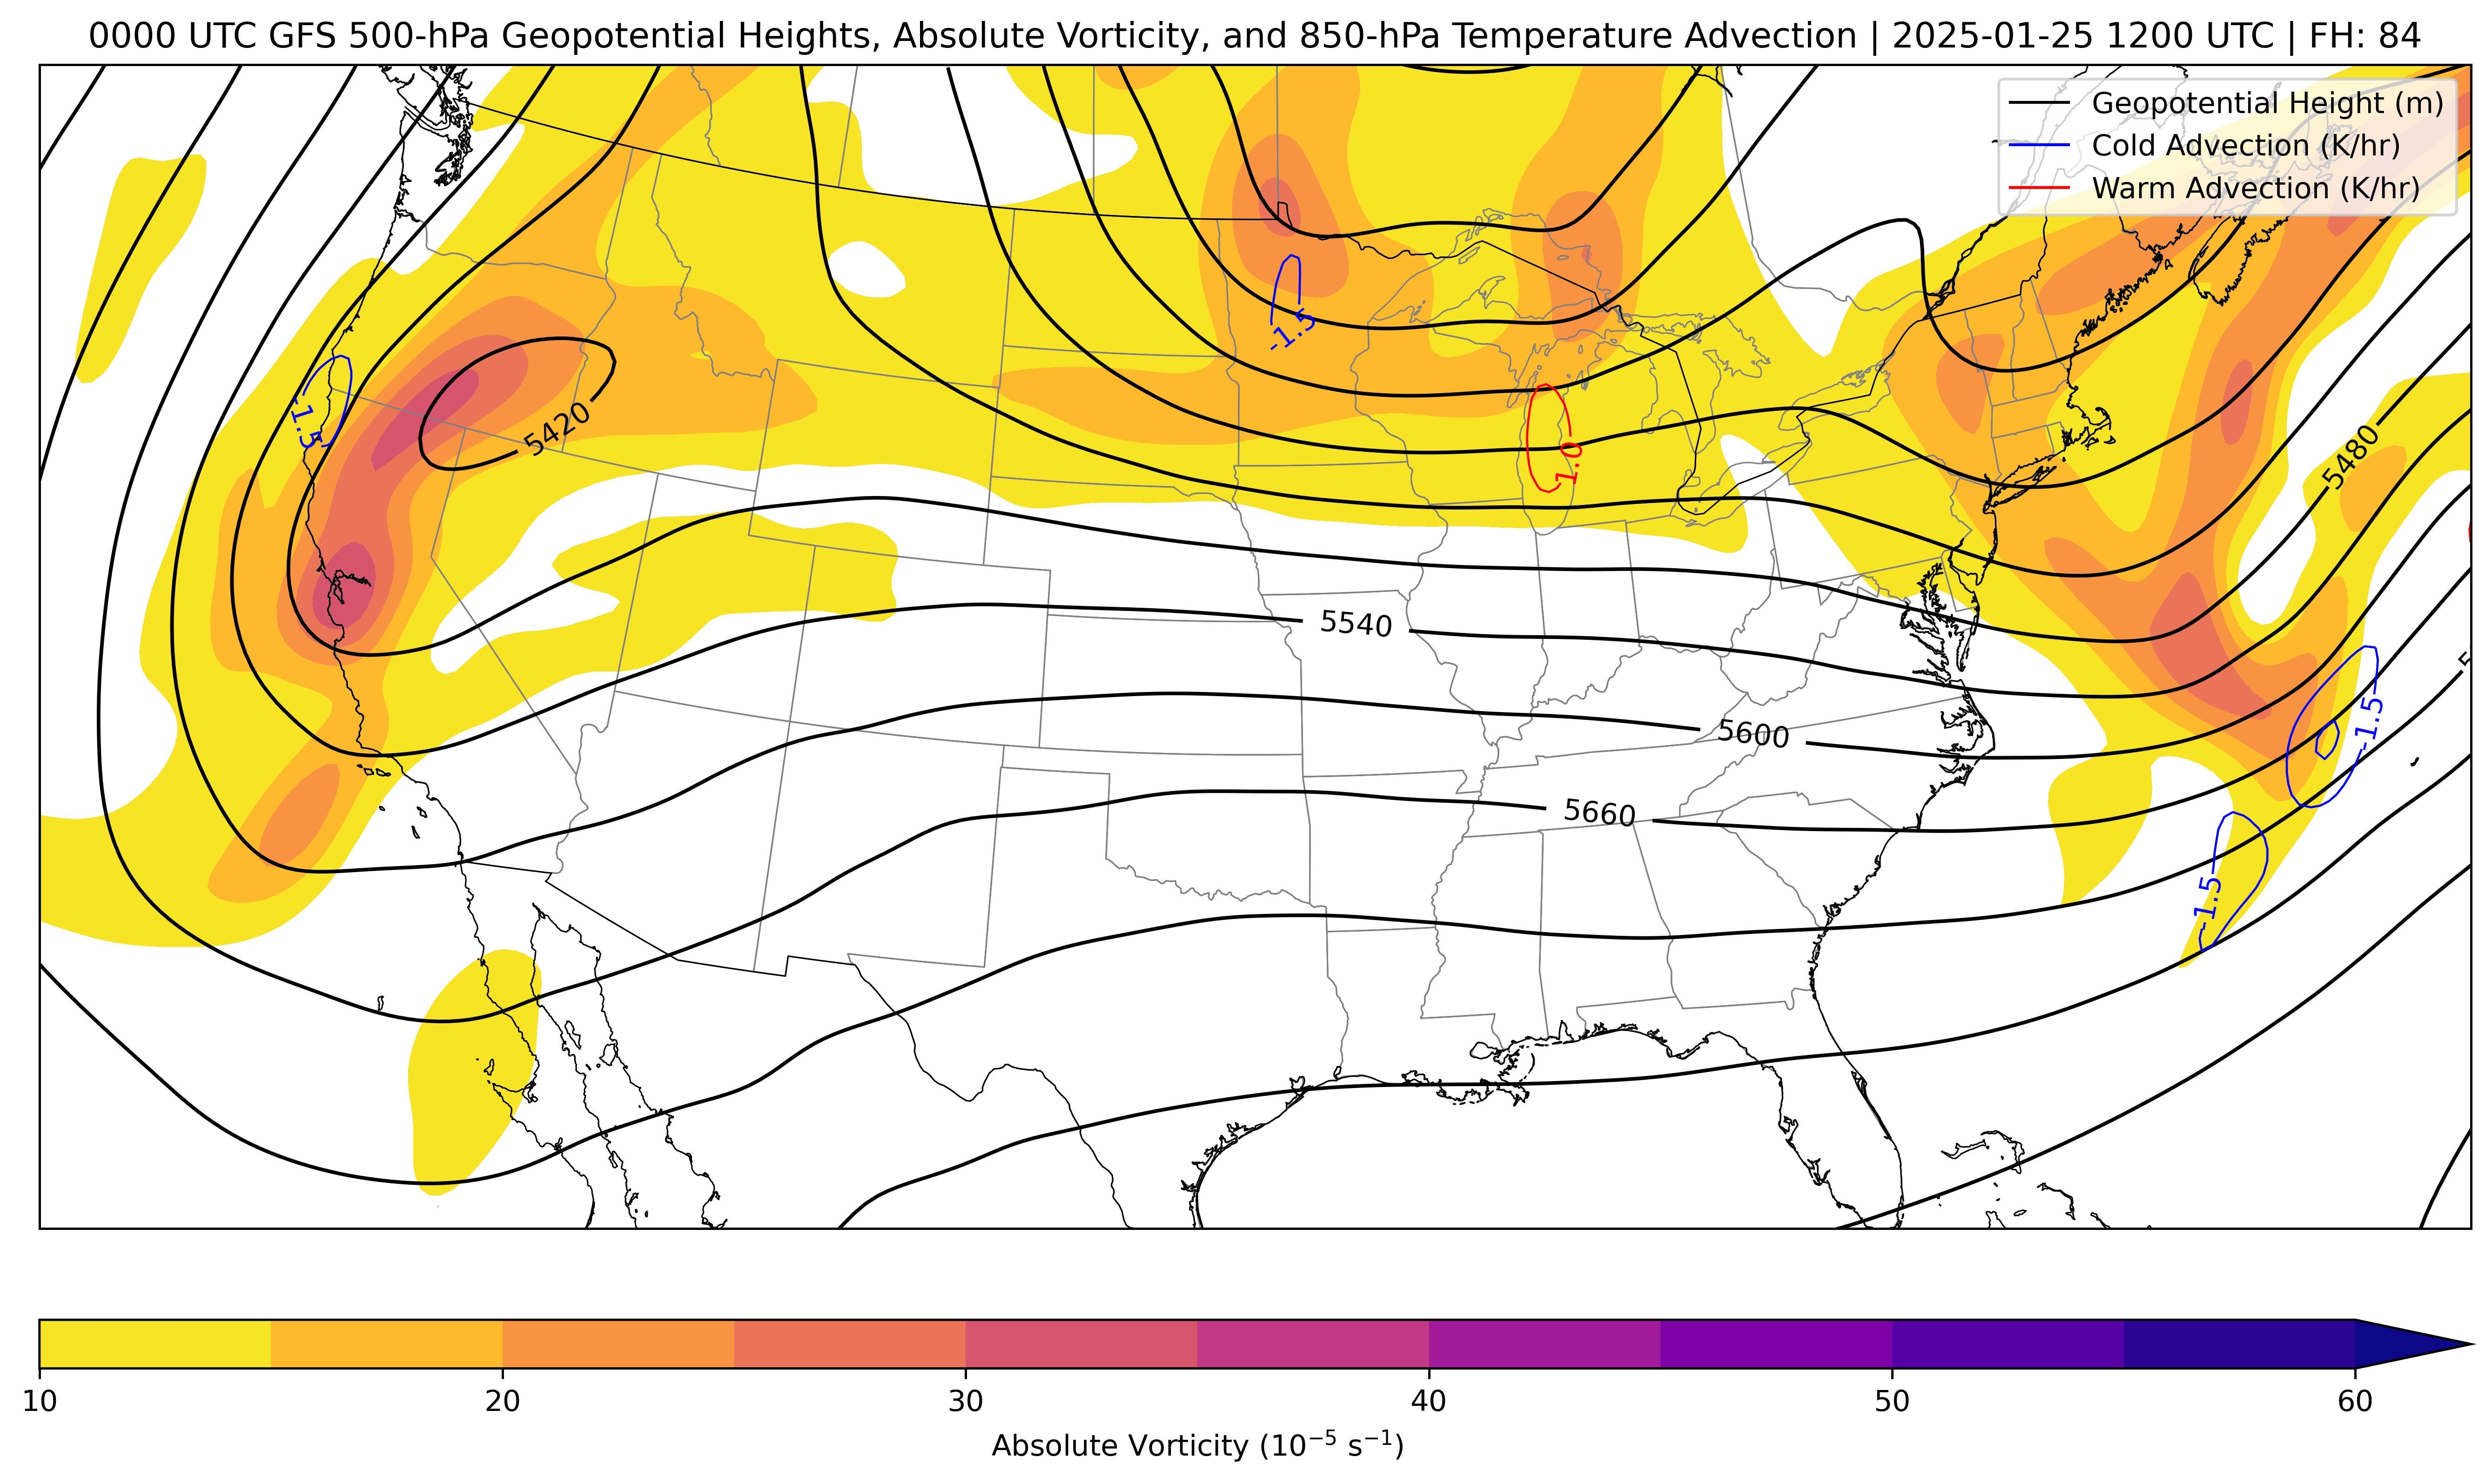 0000 UTC GFS 500-hPa Geopotential Heights, Absolute Vorticity, and 850-hPa Temperature Advection | 2025-01-25 1200 UTC | FH: 84
Geopotential Height (m)
Cold Advection (K/hr)
Warm Advection (K/hr)
-1.5
-1.5
5420
1.0
5480
5540
-1.5
5600
5660
-1.5
10 20 30 40 50 60
Absolute Vorticity (10⁻⁵ s⁻¹)